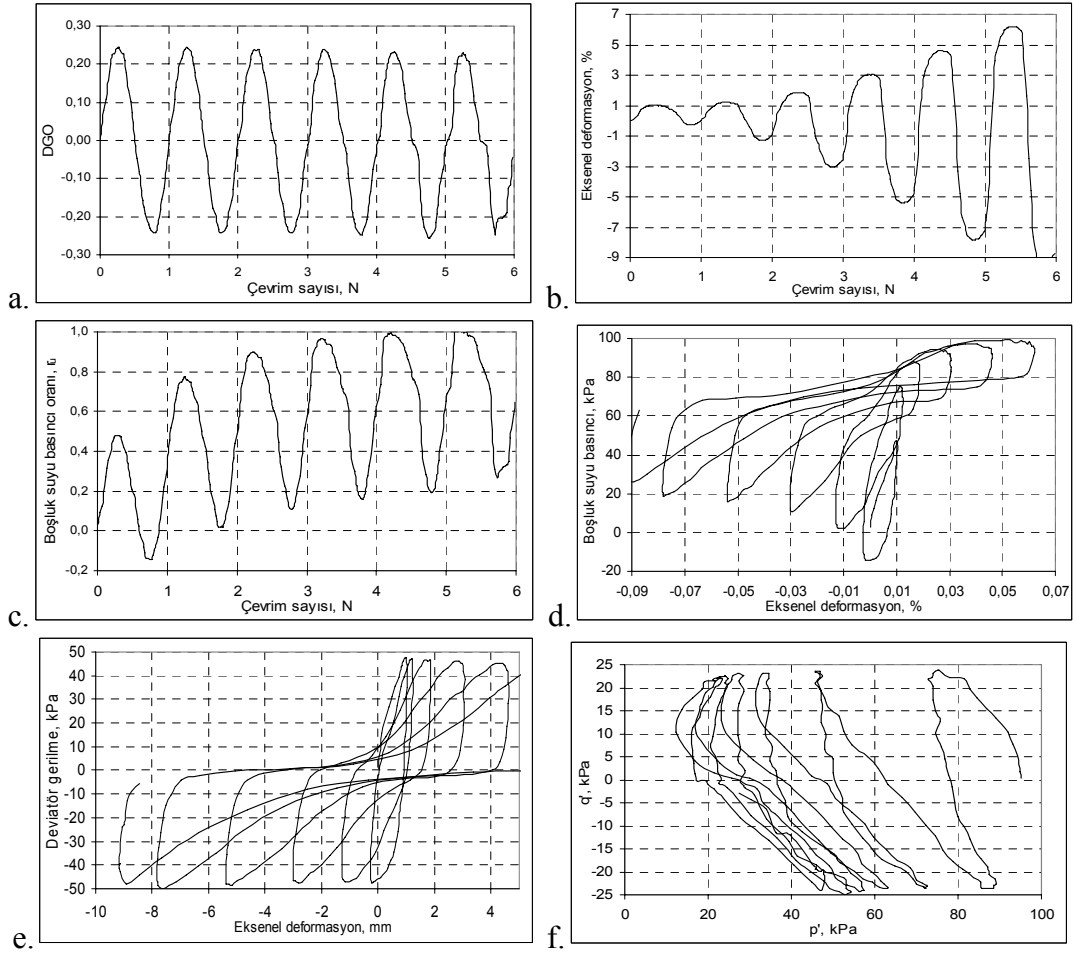 0,30
0,20
0,10
0,00
-0,10
-0,20
-0,30
DGO
0 1 2 3 4 5 6
Çevrim sayısı, N
a.
7
5
3
1
-1
-3
-5
-7
-9
Eksenel deformasyon, %
0 1 2 3 4 5 6
Çevrim sayısı, N
b.
1,0
0,8
0,6
0,4
0,2
0,0
-0,2
Boşluk suyu basıncı oranı, rᵤ
0 1 2 3 4 5 6
Çevrim sayısı, N
c.
100
80
60
40
20
0
-20
Boşluk suyu basıncı, kPa
-0,09 -0,07 -0,05 -0,03 -0,01 0,01 0,03 0,05 0,07
Eksenel deformasyon, %
d.
50
40
30
20
10
0
-10
-20
-30
-40
-50
Deviatör gerilme, kPa
-10 -8 -6 -4 -2 0 2 4
Eksenel deformasyon, mm
e.
25
20
15
10
5
0
-5
-10
-15
-20
-25
q', kPa
0 20 40 60 80 100
p', kPa
f.